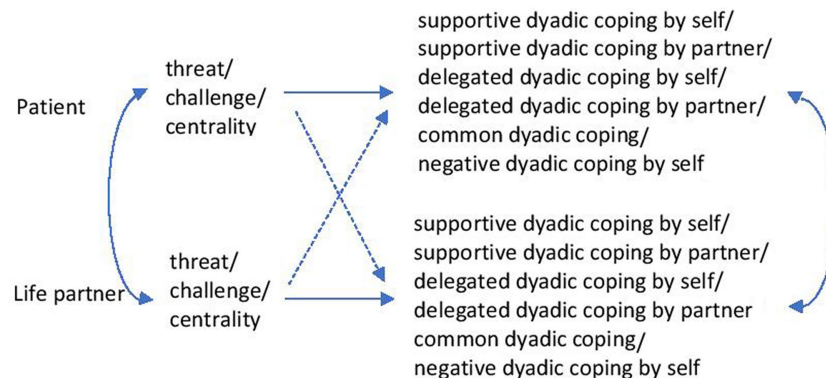 Patient
threat/
challenge/
centrality
supportive dyadic coping by self/
supportive dyadic coping by partner/
delegated dyadic coping by self/
delegated dyadic coping by partner/
common dyadic coping/
negative dyadic coping by self
Life partner
threat/
challenge/
centrality
supportive dyadic coping by self/
supportive dyadic coping by partner/
delegated dyadic coping by self/
delegated dyadic coping by partner
common dyadic coping/
negative dyadic coping by self